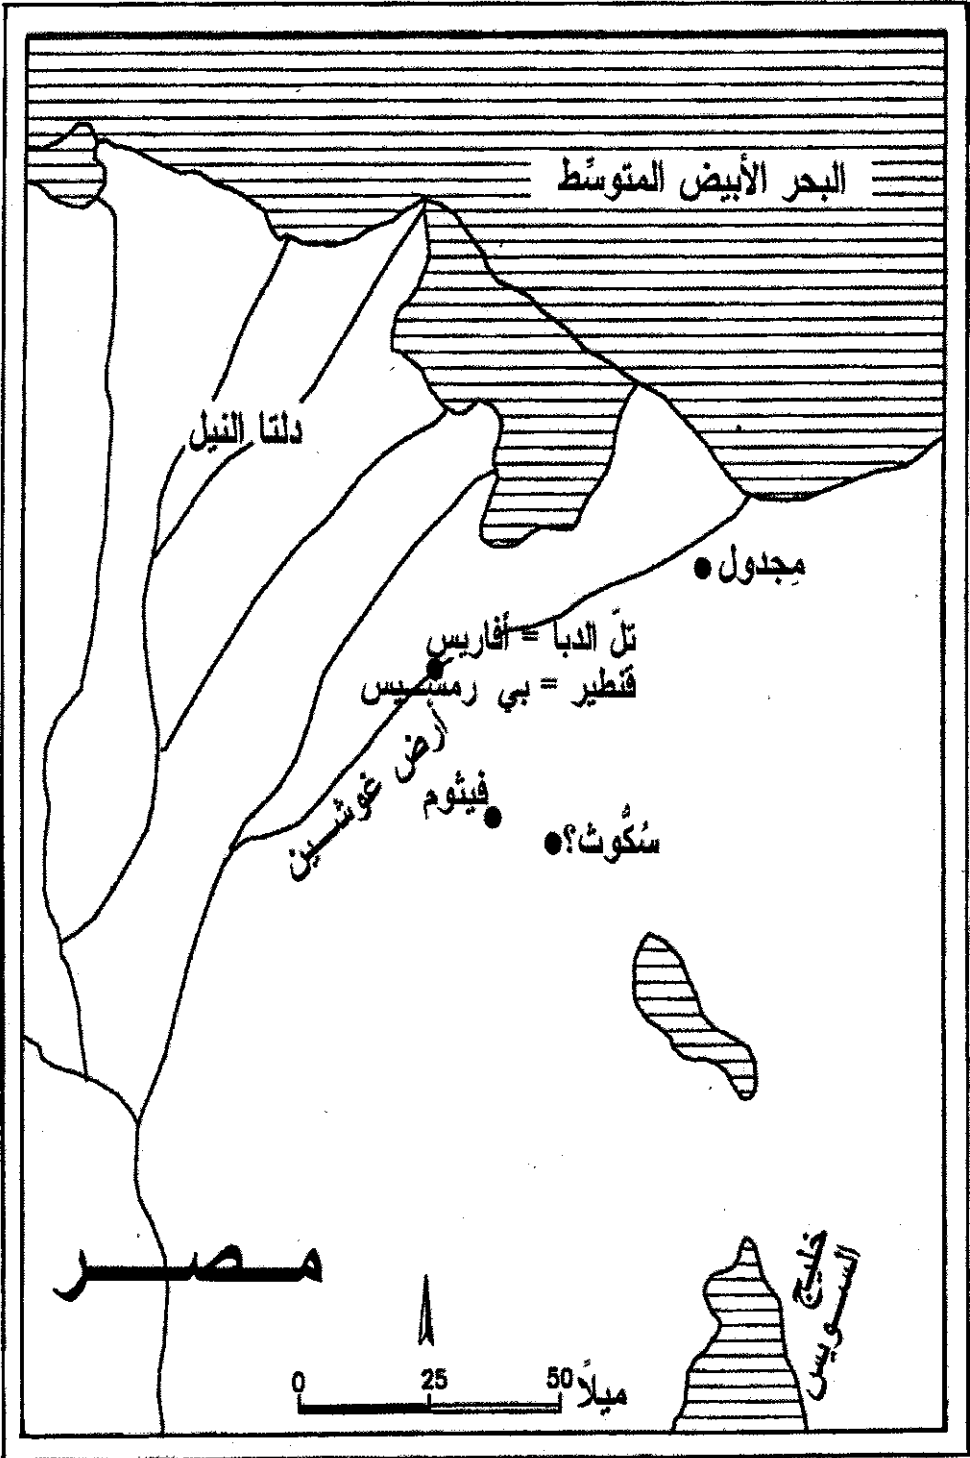 البحر الأبيض المتوسِّط
دلتا النيل
مِجدول
تلّ الدبا = أفاريس
قنطير = بي رمسيس
أرض غوشين
فيثوم
سُكُّوث؟
مصر
خليج
السويس
0 25 50 ميلاً